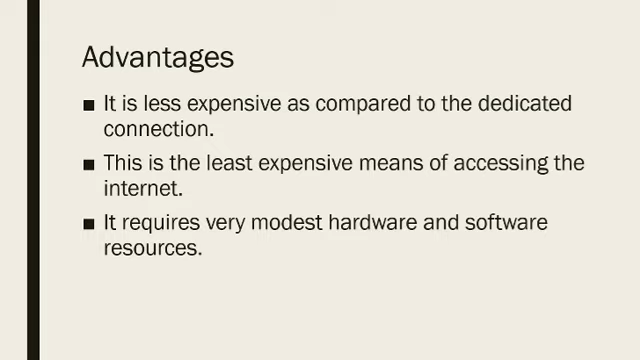 Advantages
■ It is less expensive as compared to the dedicated
connection.
■ This is the least expensive means of accessing the
internet.
■ It requires very modest hardware and software
resources.